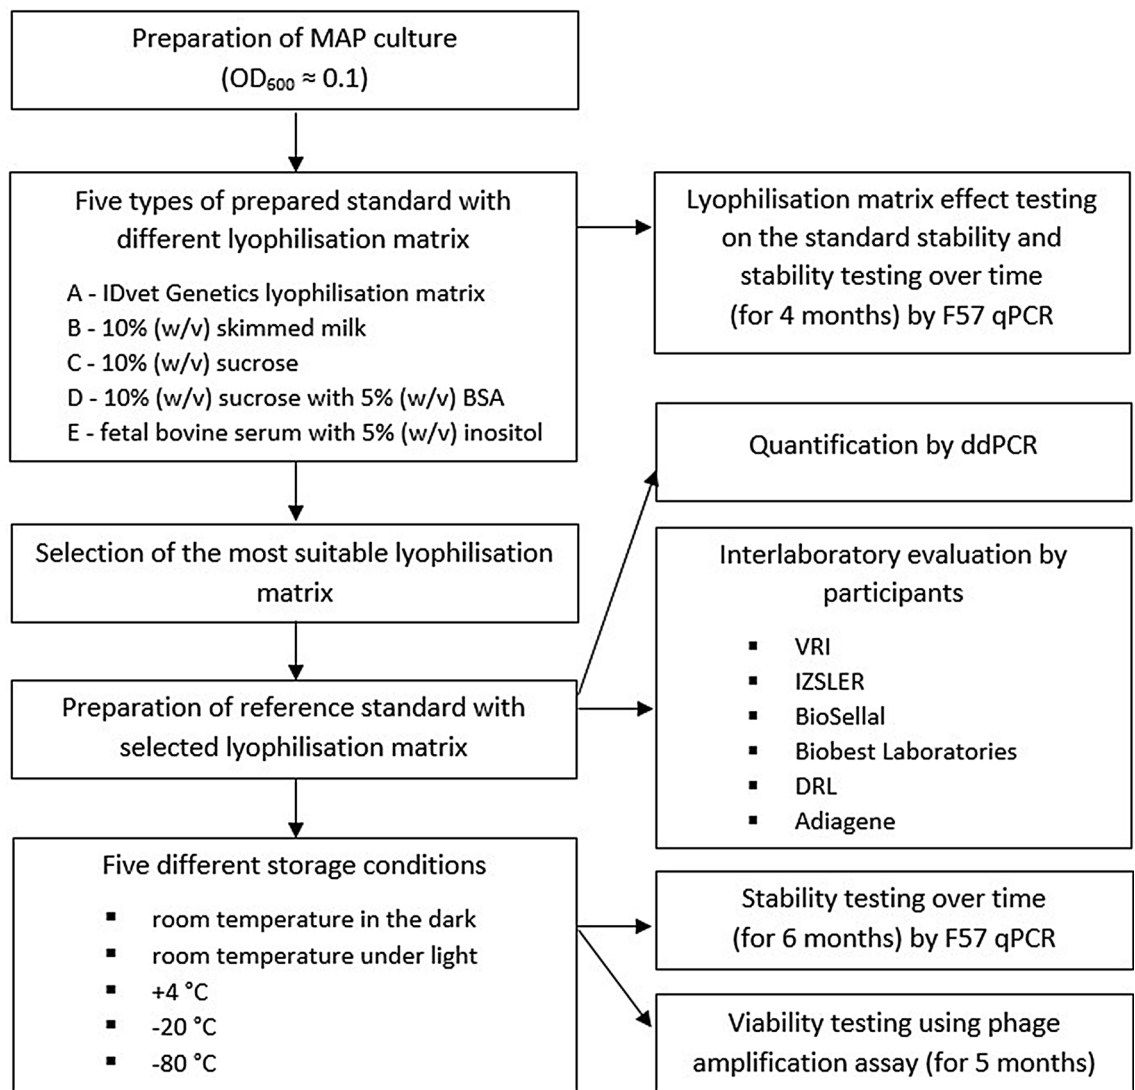 Preparation of MAP culture
(OD₆₀₀ ≈ 0.1)
Five types of prepared standard with
different lyophilisation matrix
A - IDvet Genetics lyophilisation matrix
B - 10% (w/v) skimmed milk
C - 10% (w/v) sucrose
D - 10% (w/v) sucrose with 5% (w/v) BSA
E - fetal bovine serum with 5% (w/v) inositol
Lyophilisation matrix effect testing
on the standard stability and
stability testing over time
(for 4 months) by F57 qPCR
Selection of the most suitable lyophilisation
matrix
Preparation of reference standard with
selected lyophilisation matrix
Quantification by ddPCR
Interlaboratory evaluation by
participants
▪ VRI
▪ IZSLER
▪ BioSellal
▪ Biobest Laboratories
▪ DRL
▪ Adiagene
Five different storage conditions
▪ room temperature in the dark
▪ room temperature under light
▪ +4 °C
▪ -20 °C
▪ -80 °C
Stability testing over time
(for 6 months) by F57 qPCR
Viability testing using phage
amplification assay (for 5 months)